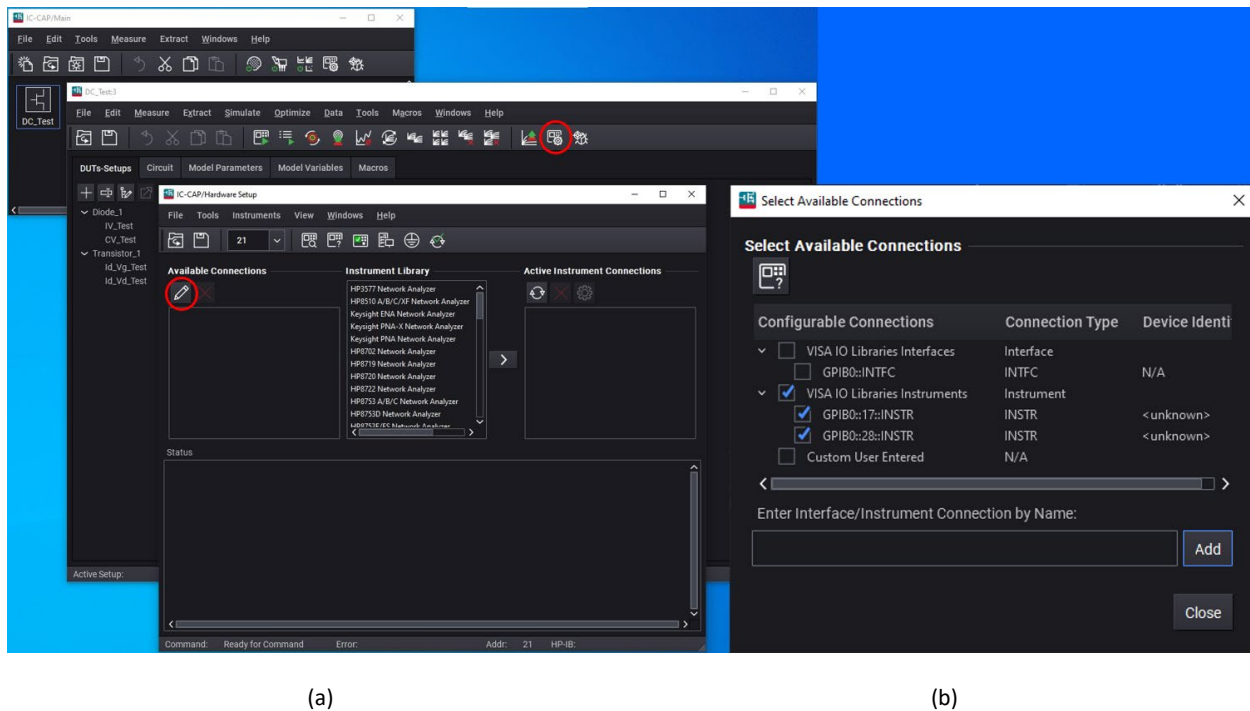 IC-CAP/Main
File Edit Tools Measure Extract Windows Help
DC_Test
DC_Test:3
File Edit Measure Extract Simulate Optimize Data Tools Macros Windows Help
DUTs-Setups Circuit Model Parameters Model Variables Macros
Diode_1
IV_Test
CV_Test
Transistor_1
Id_Vg_Test
Id_Vd_Test
Active Setup:
IC-CAP/Hardware Setup
File Tools Instruments View Windows Help
21
Available Connections Instrument Library Active Instrument Connections
HP3577 Network Analyzer
HP8510 A/B/C/XF Network Analyzer
Keysight ENA Network Analyzer
Keysight PNA-X Network Analyzer
Keysight PNA Network Analyzer
HP8702 Network Analyzer
HP8719 Network Analyzer
HP8720 Network Analyzer
HP8722 Network Analyzer
HP8753 A/B/C Network Analyzer
HP8753D Network Analyzer
HP8753E/ES Network Analyzer
Status
Command: Ready for Command Error: Addr: 21 HP-IB:
Select Available Connections
Select Available Connections
Configurable Connections Connection Type Device Identi
VISA IO Libraries Interfaces Interface
GPIB0::INTFC INTFC N/A
VISA IO Libraries Instruments Instrument
GPIB0::17::INSTR INSTR <unknown>
GPIB0::28::INSTR INSTR <unknown>
Custom User Entered N/A
Enter Interface/Instrument Connection by Name:
Add
Close
(a) (b)